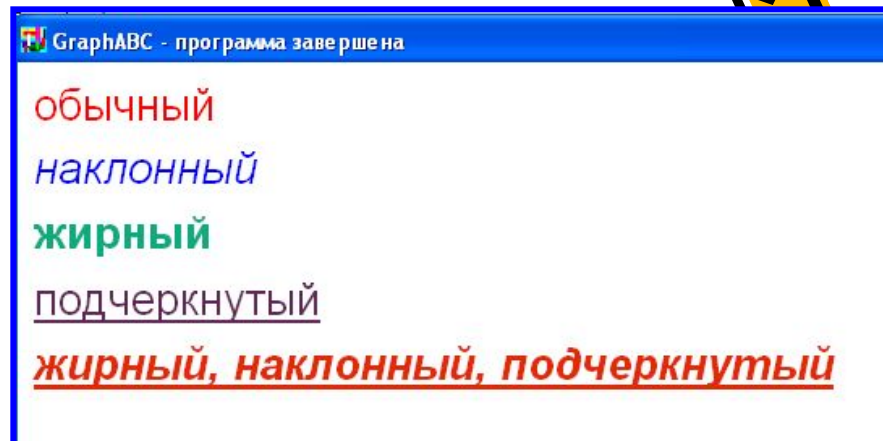 GraphABC - программа завершена
обычный
наклонный
жирный
подчеркнутый
жирный, наклонный, подчеркнутый